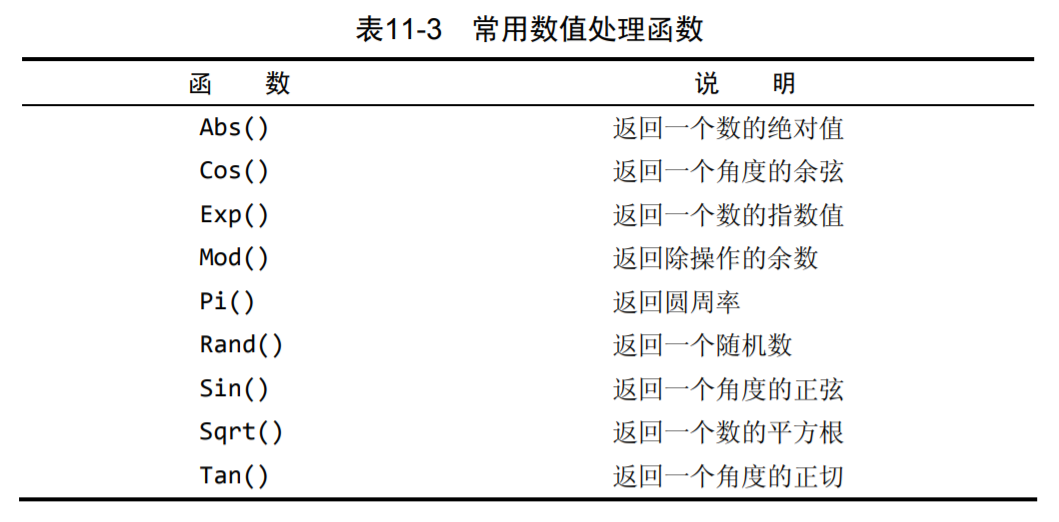 表11-3 常用数值处理函数
函 数 说 明
Abs() 返回一个数的绝对值
Cos() 返回一个角度的余弦
Exp() 返回一个数的指数值
Mod() 返回除操作的余数
Pi() 返回圆周率
Rand() 返回一个随机数
Sin() 返回一个角度的正弦
Sqrt() 返回一个数的平方根
Tan() 返回一个角度的正切